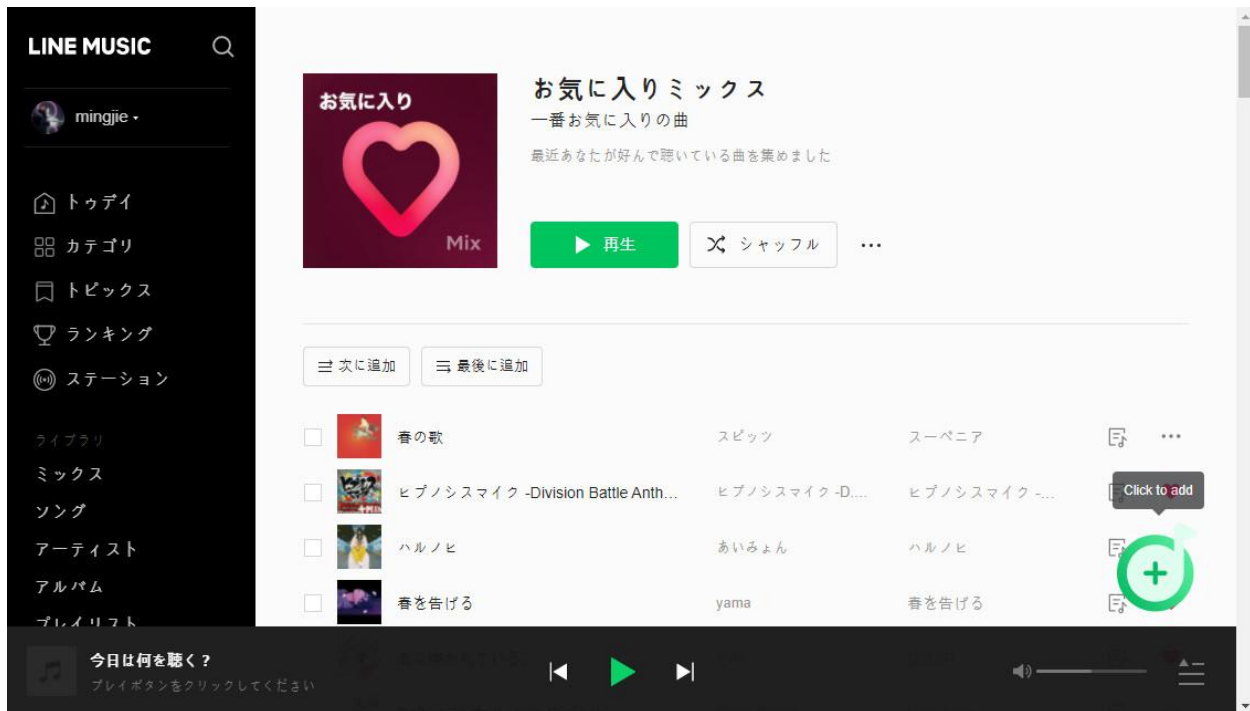 LINE MUSIC
mingjie
トゥデイ
カテゴリ
トピックス
ランキング
ステーション
ライブラリ
ミックス
ソング
アーティスト
アルバム
プレイリスト
お気に入り
Mix
お気に入りミックス
一番お気に入りの曲
最近あなたが好んで聴いている曲を集めました
再生
シャッフル
次に追加
最後に追加
春の歌 スピッツ スーベニア
ヒプノシスマイク -Division Battle Anth... ヒプノシスマイク -D.... ヒプノシスマイク -...
Click to add
ハルノヒ あいみょん ハルノヒ
春を告げる yama 春を告げる
今日は何を聴く？
プレイボタンをクリックしてください